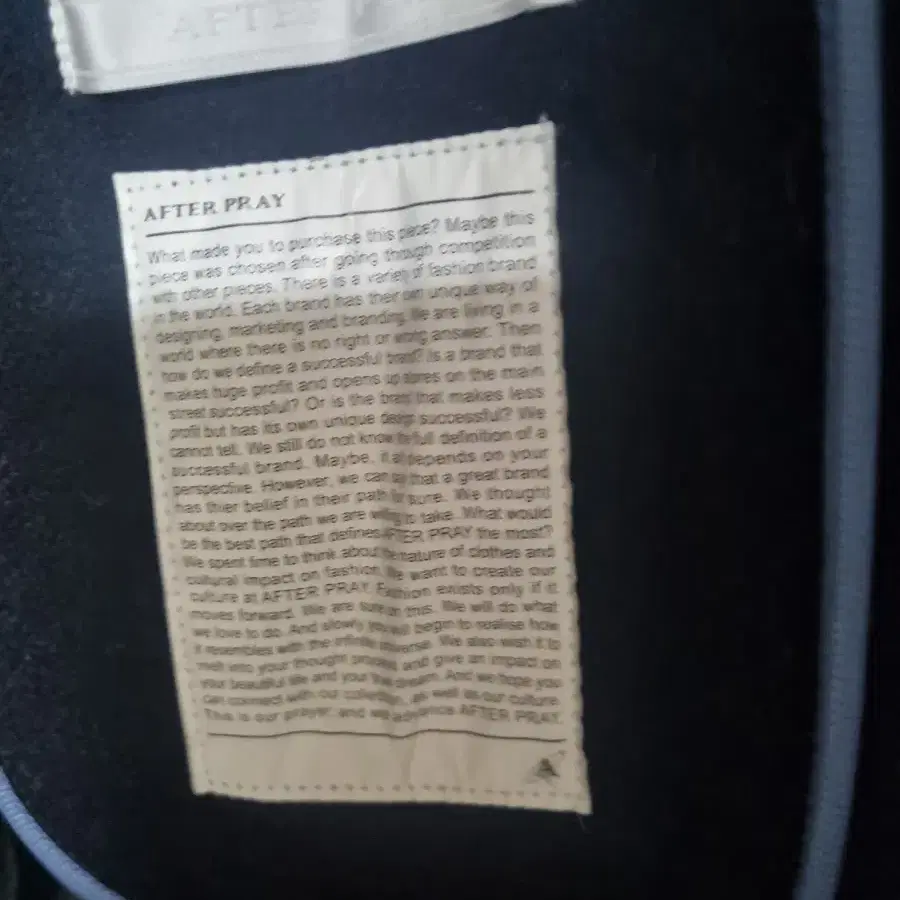 AFTE
AFTER PRAY
What made you to purchase this piece? Maybe this
piece was chosen after going though competition
with other pieces. There is a variety of fashion brand
in the world. Each brand has their own unique way of
designing, marketing and branding. We are living in a
world where there is no right or wrong answer. Then
how do we define a successful brand? Is a brand that
makes huge profit and opens up stores on the main
street successful? Or is the brand that makes less
profit but has its own unique design successful? We
cannot tell. We still do not know the full definition of a
successful brand. Maybe, it all depends on your
perspective. However, we can say that a great brand
has thier belief in their path for sure. We thought
about over the path we are willing to take. What would
be the best path that defines AFTER PRAY the most?
We spent time to think about the nature of clothes and
cultural impact on fashion. We want to create our
culture at AFTER PRAY. Fashion exists only if it
moves forward. We are sure on this. We will do what
we love to do. And slowly you will begin to realise how
it resembles with the infinite universe. We also wish it to
melt into your thought process and give an impact on
your beautiful life and your dream. And we hope you
can connect with our collection, as well as our culture.
This is our prayer, and we advance AFTER PRAY.